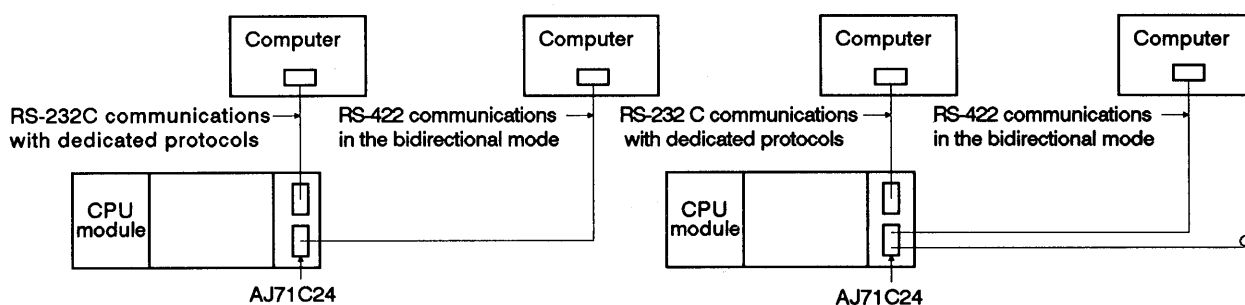 Computer
Computer
Computer
Computer
RS-232C communications
with dedicated protocols
RS-422 communications
in the bidirectional mode
RS-232 C communications
with dedicated protocols
RS-422 communications
in the bidirectional mode
CPU
module
CPU
module
AJ71C24
AJ71C24